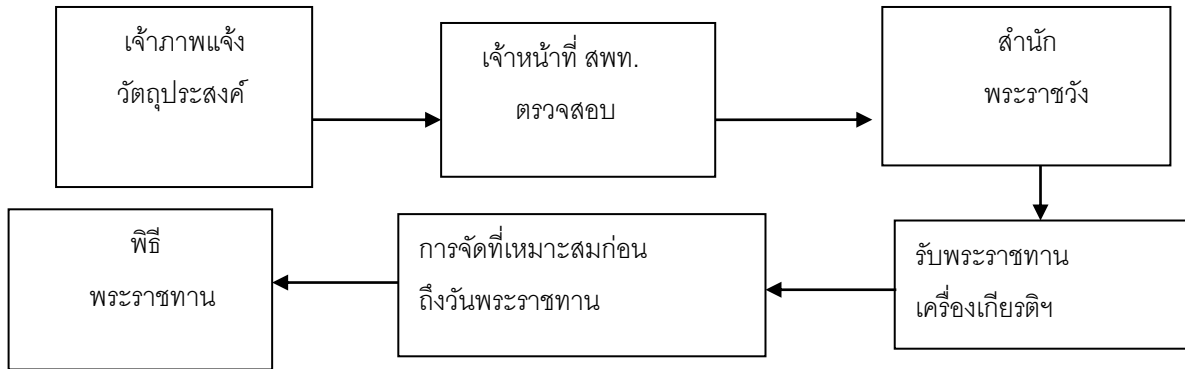 เจ้าภาพแจ้ง
วัตถุประสงค์
เจ้าหน้าที่ สพท.
ตรวจสอบ
สำนัก
พระราชวัง
รับพระราชทาน
เครื่องเกียรติฯ
การจัดที่เหมาะสมก่อน
ถึงวันพระราชทาน
พิธี
พระราชทาน